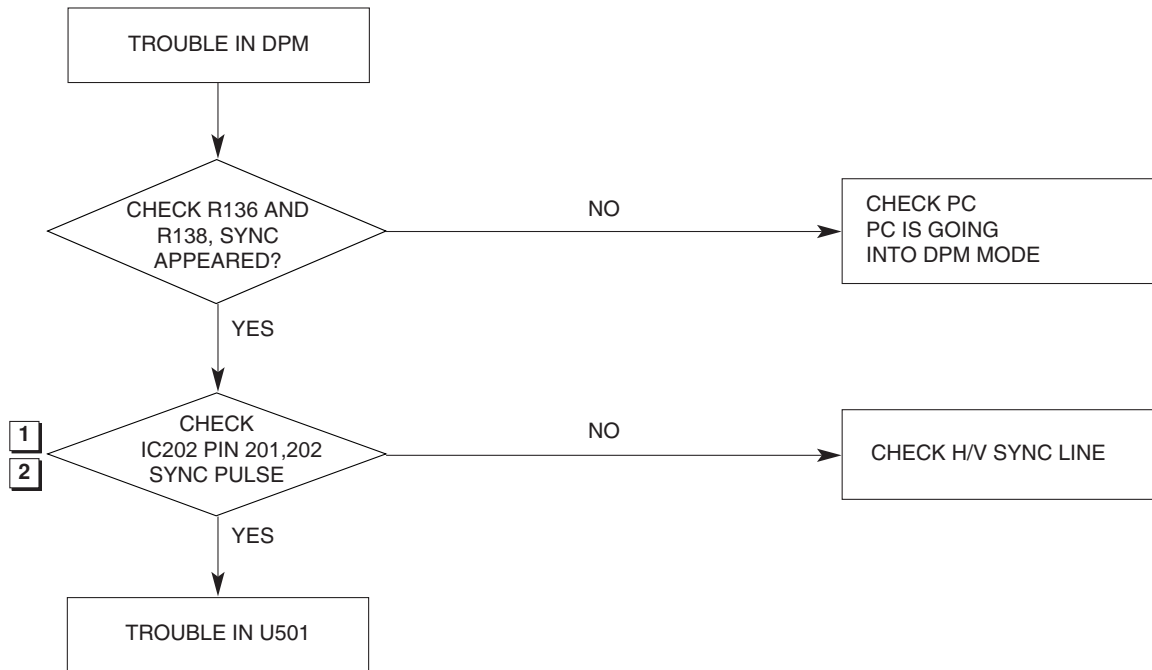 TROUBLE IN DPM
CHECK R136 AND
R138, SYNC
APPEARED?
NO
CHECK PC
PC IS GOING
INTO DPM MODE
YES
1
2
CHECK
IC202 PIN 201,202
SYNC PULSE
NO
CHECK H/V SYNC LINE
YES
TROUBLE IN U501